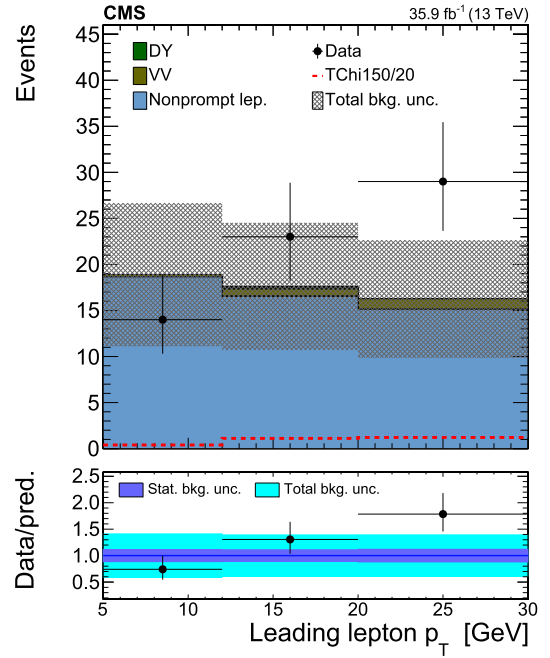 CMS 35.9 fb⁻¹ (13 TeV)
Events
DY Data
VV TChi150/20
Nonprompt lep. Total bkg. unc.
45
40
35
30
25
20
15
10
5
0
Data/pred.
Stat. bkg. unc. Total bkg. unc.
2.5
2.0
1.5
1.0
0.5
5 10 15 20 25 30
Leading lepton p_T [GeV]